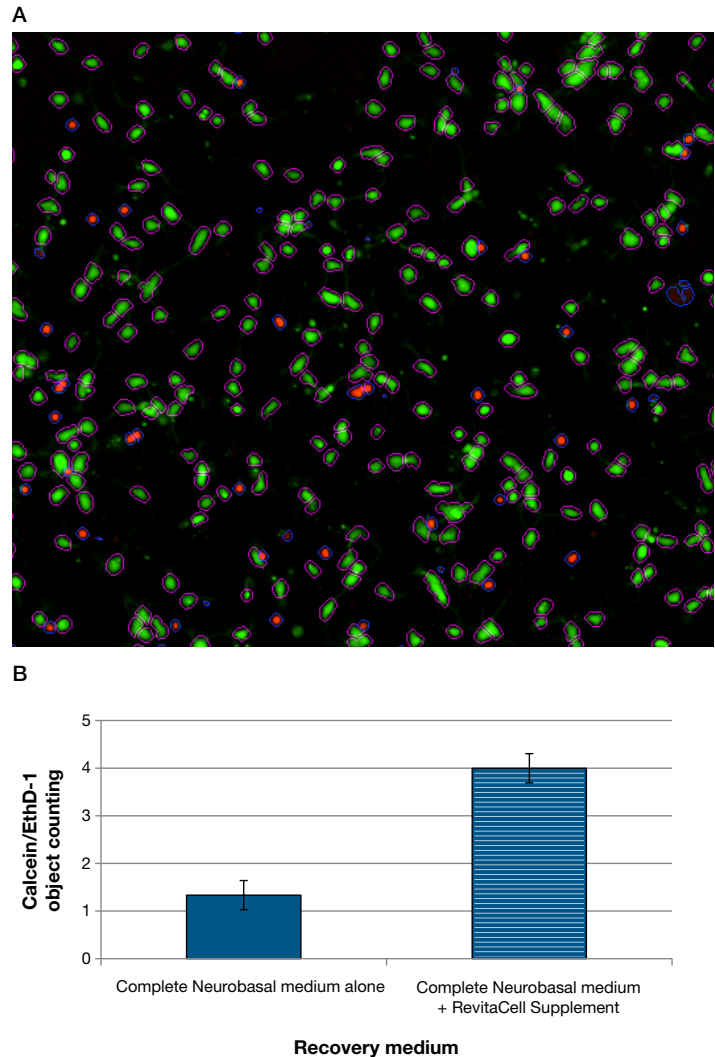 A
B
Calcein/EthD-1
object counting
5
4
3
2
1
0
Complete Neurobasal medium alone
Complete Neurobasal medium
+ RevitaCell Supplement
Recovery medium